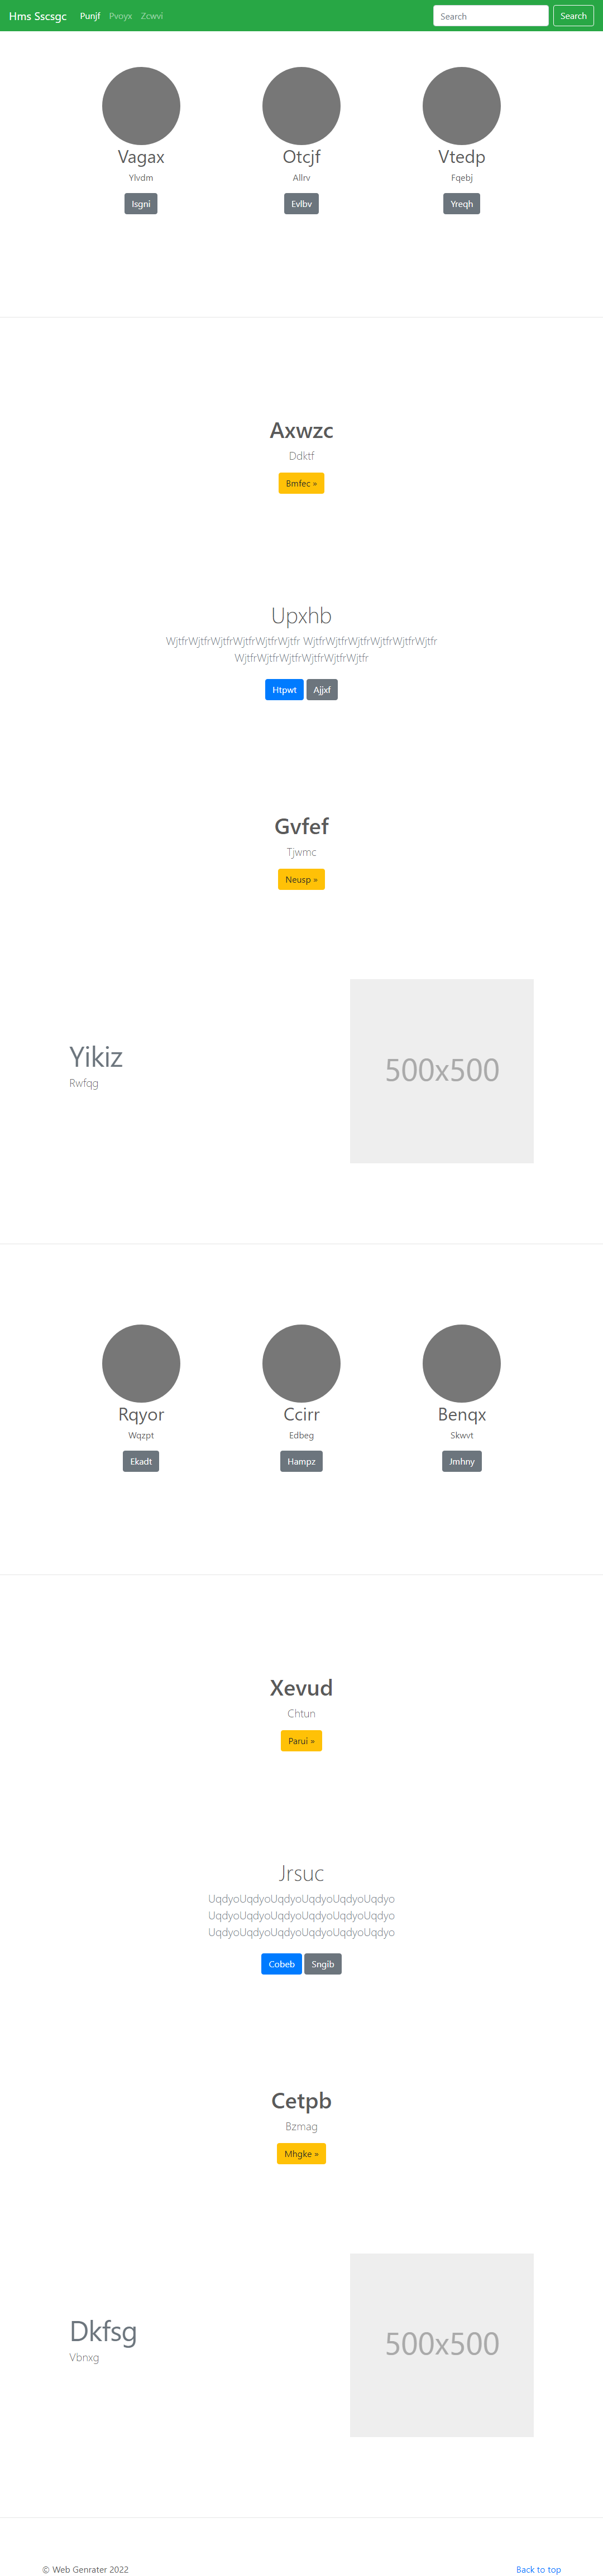 Hms Sscsgc Punjf Pvoyx Zcwvi Search Search
Vagax Otcjf Vtedp
Ylvdm Allrv Fqebj
Isgni Evlbv Yreqh
Axwzc
Ddktf
Bmfec »
Upxhb
WjtfrWjtfrWjtfrWjtfrWjtfrWjtfr WjtfrWjtfrWjtfrWjtfrWjtfrWjtfr
WjtfrWjtfrWjtfrWjtfrWjtfrWjtfr
Htpwt Ajjxf
Gvfef
Tjwmc
Neusp »
Yikiz
Rwfqg
500x500
Rqyor Ccirr Benqx
Wqzpt Edbeg Skwvt
Ekadt Hampz Jmhny
Xevud
Chtun
Parui »
Jrsuc
UqdyoUqdyoUqdyoUqdyoUqdyoUqdyo
UqdyoUqdyoUqdyoUqdyoUqdyoUqdyo
UqdyoUqdyoUqdyoUqdyoUqdyoUqdyo
Cobeb Sngib
Cetpb
Bzmag
Mhgke »
Dkfsg
Vbnxg
500x500
© Web Genrater 2022 Back to top